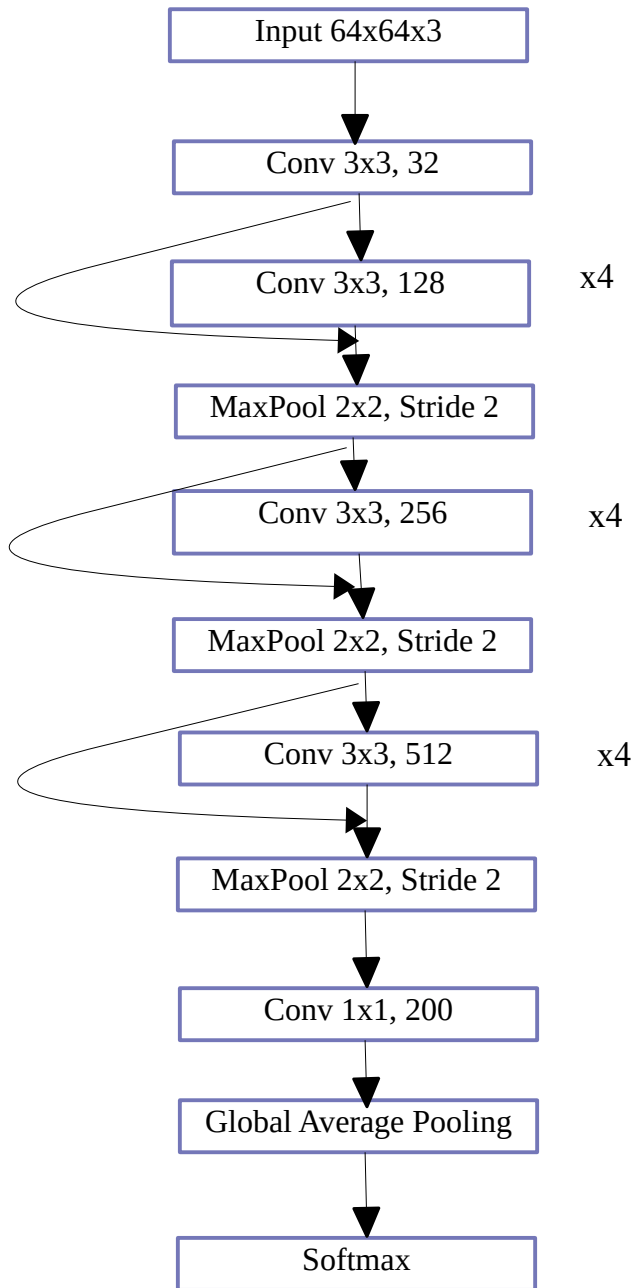 Input 64x64x3
Conv 3x3, 32
Conv 3x3, 128
x4
MaxPool 2x2, Stride 2
Conv 3x3, 256
x4
MaxPool 2x2, Stride 2
Conv 3x3, 512
x4
MaxPool 2x2, Stride 2
Conv 1x1, 200
Global Average Pooling
Softmax